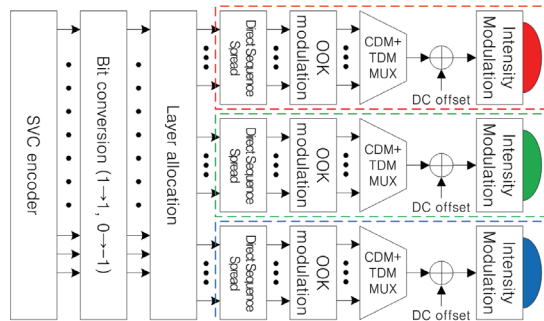 SVC encoder
Bit conversion (1→1, 0→-1)
Layer allocation
Direct Sequence
Spread
OOK
modulation
CDM+
TDM
MUX
DC offset
Intensity
Modulation
Direct Sequence
Spread
OOK
modulation
CDM+
TDM
MUX
DC offset
Intensity
Modulation
Direct Sequence
Spread
OOK
modulation
CDM+
TDM
MUX
DC offset
Intensity
Modulation